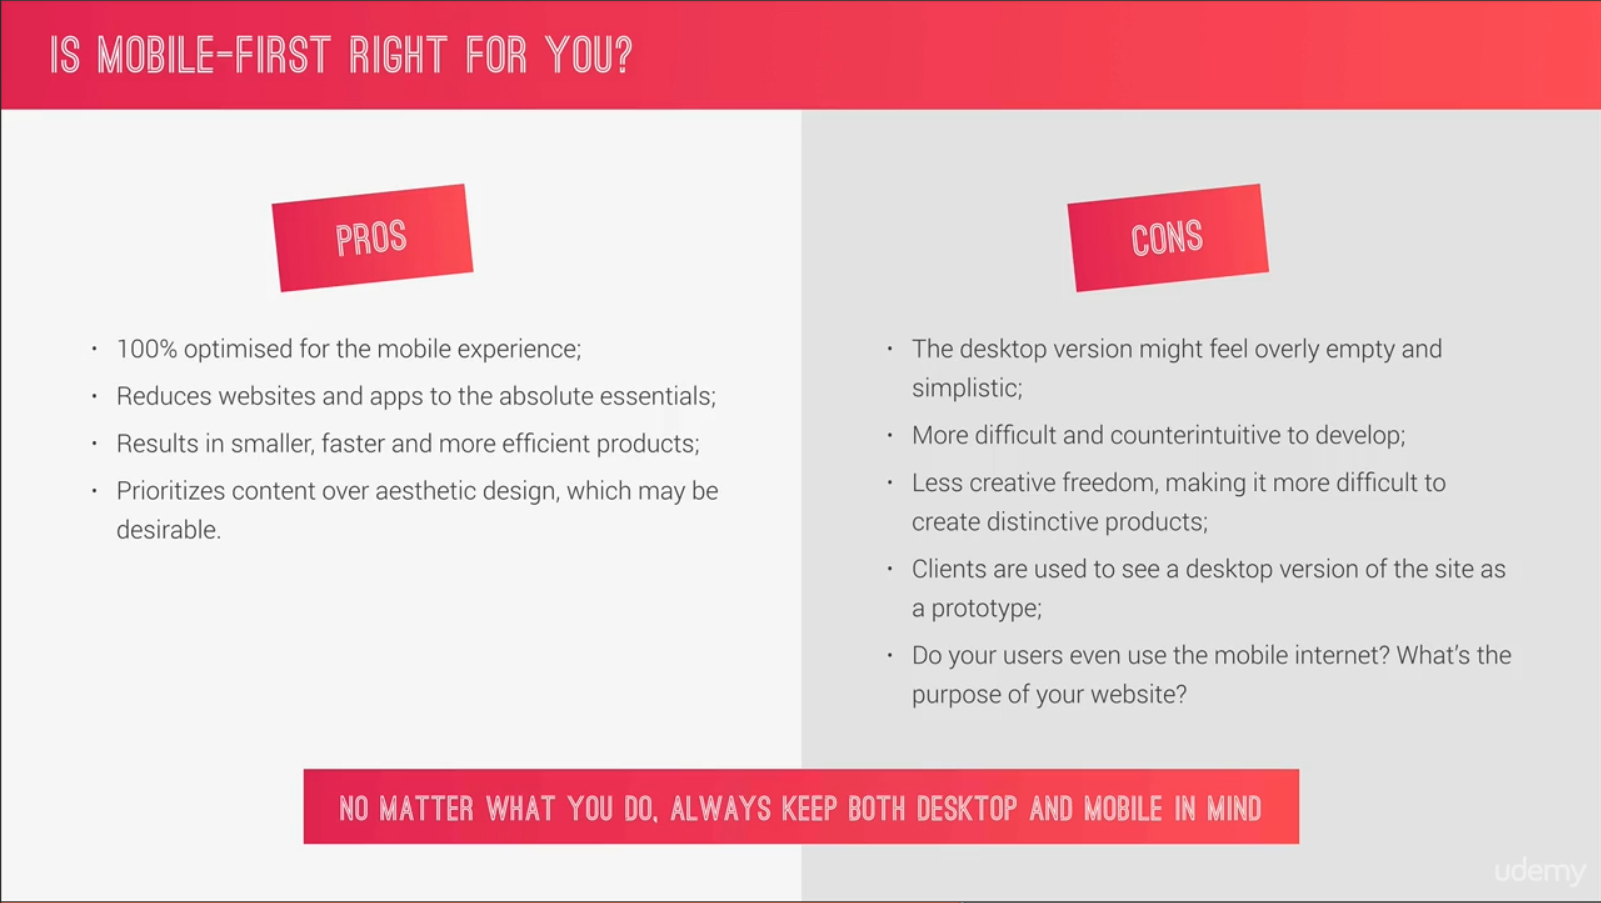 IS MOBILE-FIRST RIGHT FOR YOU?
PROS
• 100% optimised for the mobile experience;
• Reduces websites and apps to the absolute essentials;
• Results in smaller, faster and more efficient products;
• Prioritizes content over aesthetic design, which may be
desirable.
CONS
• The desktop version might feel overly empty and
simplistic;
• More difficult and counterintuitive to develop;
• Less creative freedom, making it more difficult to
create distinctive products;
• Clients are used to see a desktop version of the site as
a prototype;
• Do your users even use the mobile internet? What's the
purpose of your website?
NO MATTER WHAT YOU DO, ALWAYS KEEP BOTH DESKTOP AND MOBILE IN MIND
udemy